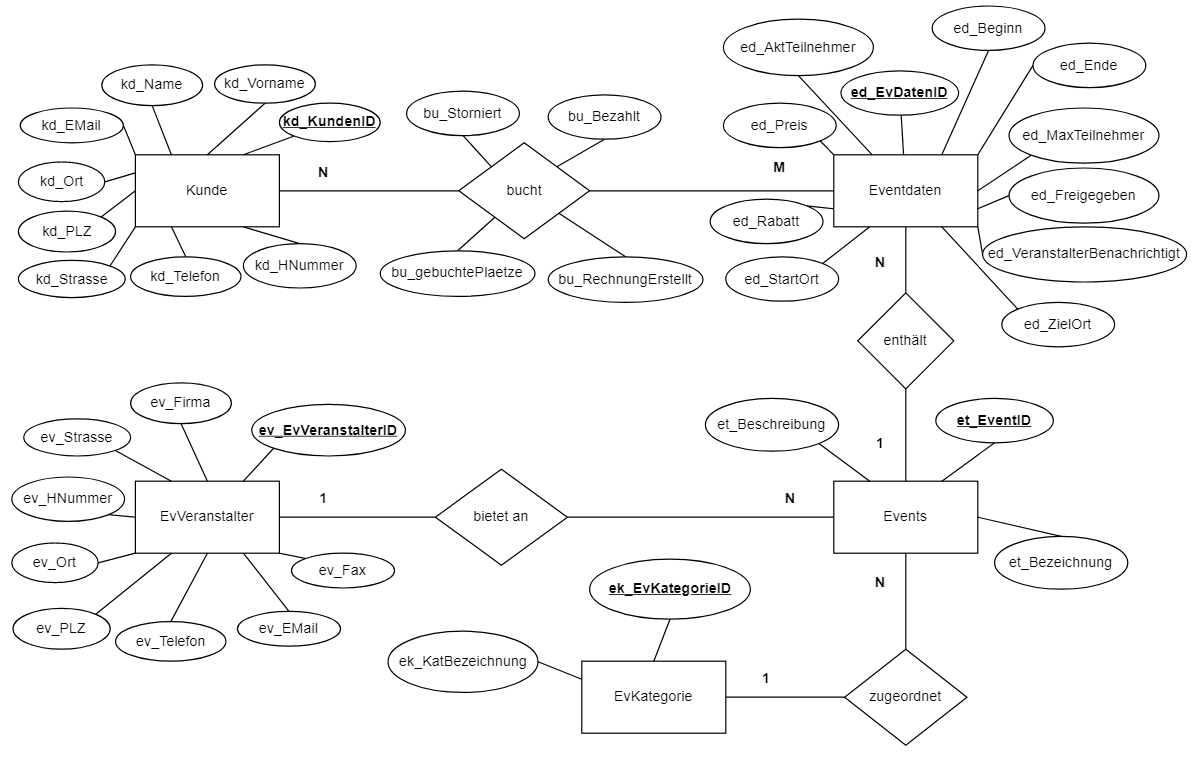 ed_Beginn
ed_AktTeilnehmer
ed_Ende
kd_Name
kd_Vorname
ed_EvDatenID
bu_Storniert
bu_Bezahlt
kd_EMail
kd_KundenID
ed_Preis
ed_MaxTeilnehmer
N
M
kd_Ort
Kunde
bucht
Eventdaten
ed_Freigegeben
kd_PLZ
ed_Rabatt
ed_VeranstalterBenachrichtigt
kd_Strasse
kd_Telefon
kd_HNummer
bu_gebuchtePlaetze
bu_RechnungErstellt
ed_StartOrt
N
ed_ZielOrt
enthält
ev_Firma
ev_Strasse
ev_EvVeranstalterID
et_Beschreibung
et_EventID
1
ev_HNummer
1
N
EvVeranstalter
bietet an
Events
ev_Ort
ev_Fax
et_Bezeichnung
ek_EvKategorieID
N
ev_PLZ
ev_Telefon
ev_EMail
ek_KatBezeichnung
1
EvKategorie
zugeordnet